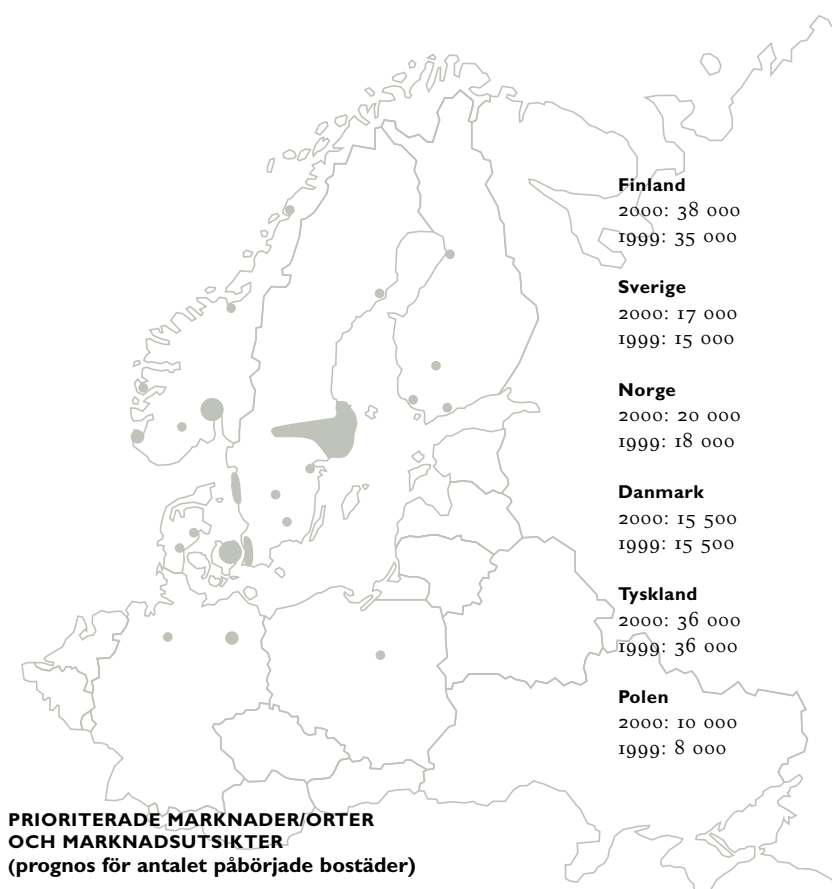 Finland
2000: 38 000
1999: 35 000
Sverige
2000: 17 000
1999: 15 000
Norge
2000: 20 000
1999: 18 000
Danmark
2000: 15 500
1999: 15 500
Tyskland
2000: 36 000
1999: 36 000
Polen
2000: 10 000
1999: 8 000
PRIORITERADE MARKNADER/ORTER
OCH MARKNADSUTSIKTER
(prognos för antalet påbörjade bostäder)